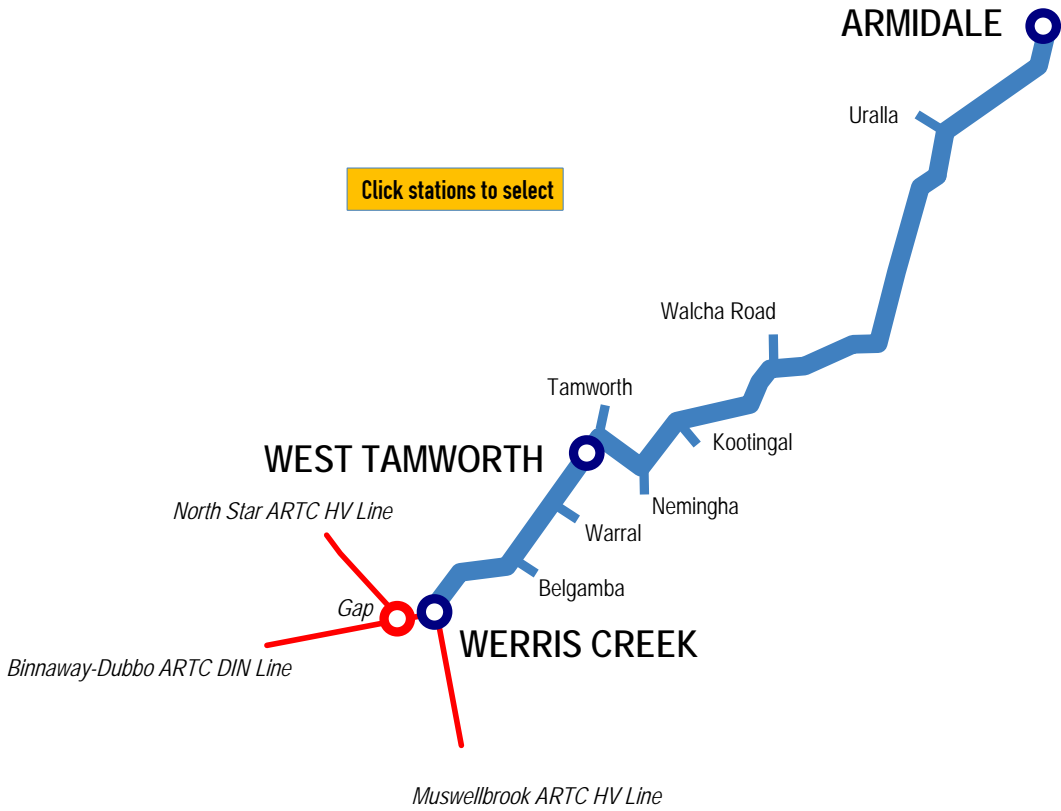 ARMIDALE
Uralla
Click stations to select
Walcha Road
Tamworth
Kootingal
WEST TAMWORTH
Nemingha
North Star ARTC HV Line
Warral
Belgamba
Gap
WERRIS CREEK
Binnaway-Dubbo ARTC DIN Line
Muswellbrook ARTC HV Line